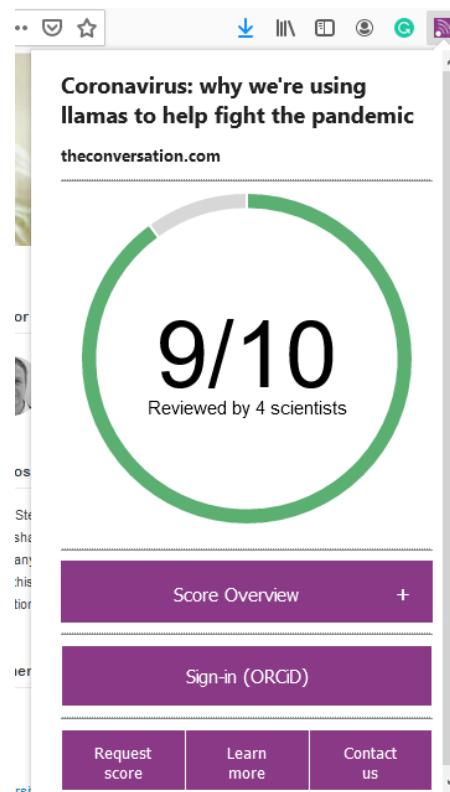 Coronavirus: why we're using
llamas to help fight the pandemic
theconversation.com
9/10
Reviewed by 4 scientists
Score Overview +
Sign-in (ORCiD)
Request
score
Learn
more
Contact
us